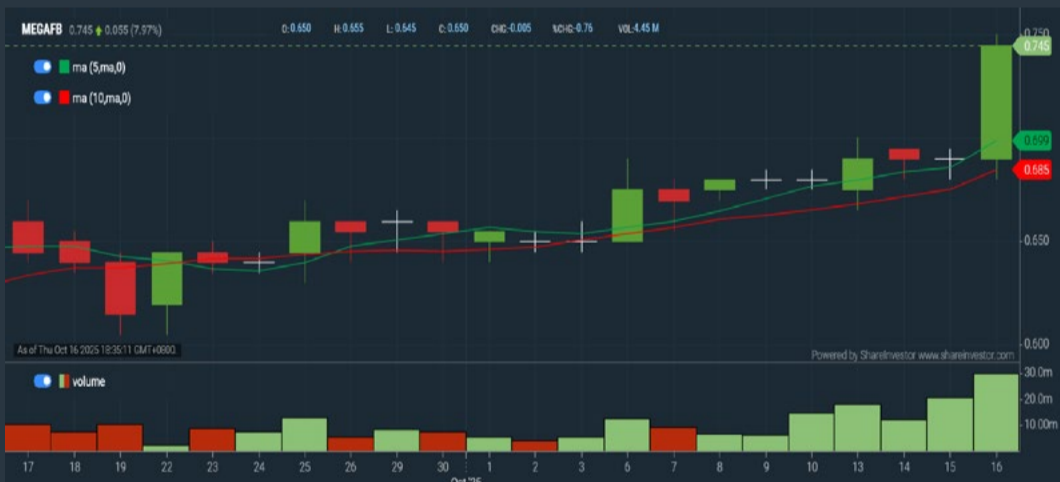 MEGAFB 0.745 0.055 (7.97%) O:0.650 H:0.655 L:0.645 C:0.650 CHG:-0.005 %CHG:-0.76 VOL:4.45 M
ma (5,ma,0)
ma (10,ma,0)
0.750
0.745
0.699
0.685
0.650
0.600
As of Thu Oct 16 2025 18:35:11 GMT+0800
Powered by ShareInvestor www.shareinvestor.com
volume
30.0m
20.0m
10.00m
17 18 19 22 23 24 25 26 29 30 1 2 3 6 7 8 9 10 13 14 15 16
Oct '25